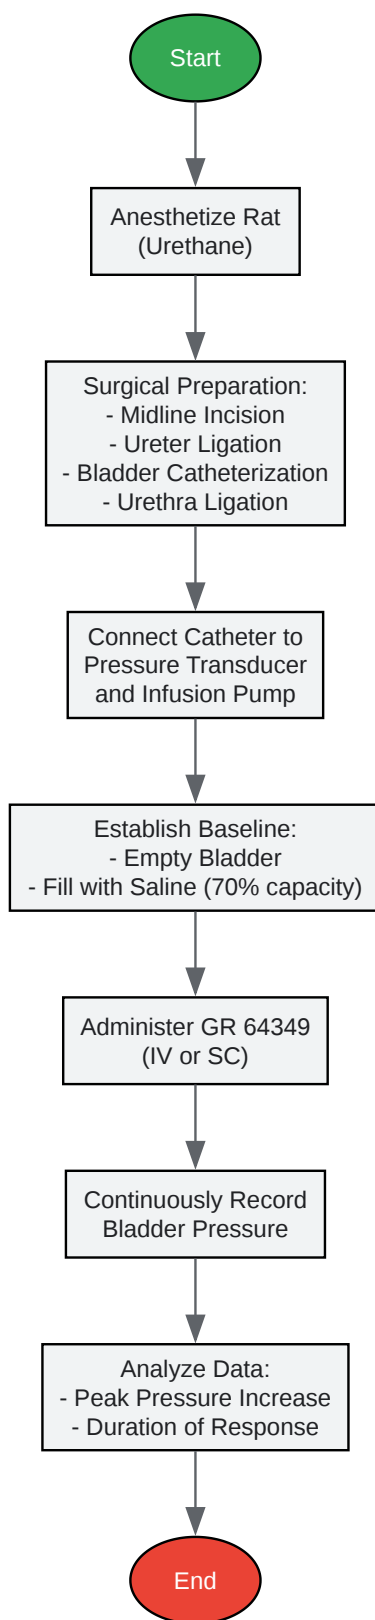 Start
Anesthetize Rat
(Urethane)
Surgical Preparation:
- Midline Incision
- Ureter Ligation
- Bladder Catheterization
- Urethra Ligation
Connect Catheter to
Pressure Transducer
and Infusion Pump
Establish Baseline:
- Empty Bladder
- Fill with Saline (70% capacity)
Administer GR 64349
(IV or SC)
Continuously Record
Bladder Pressure
Analyze Data:
- Peak Pressure Increase
- Duration of Response
End